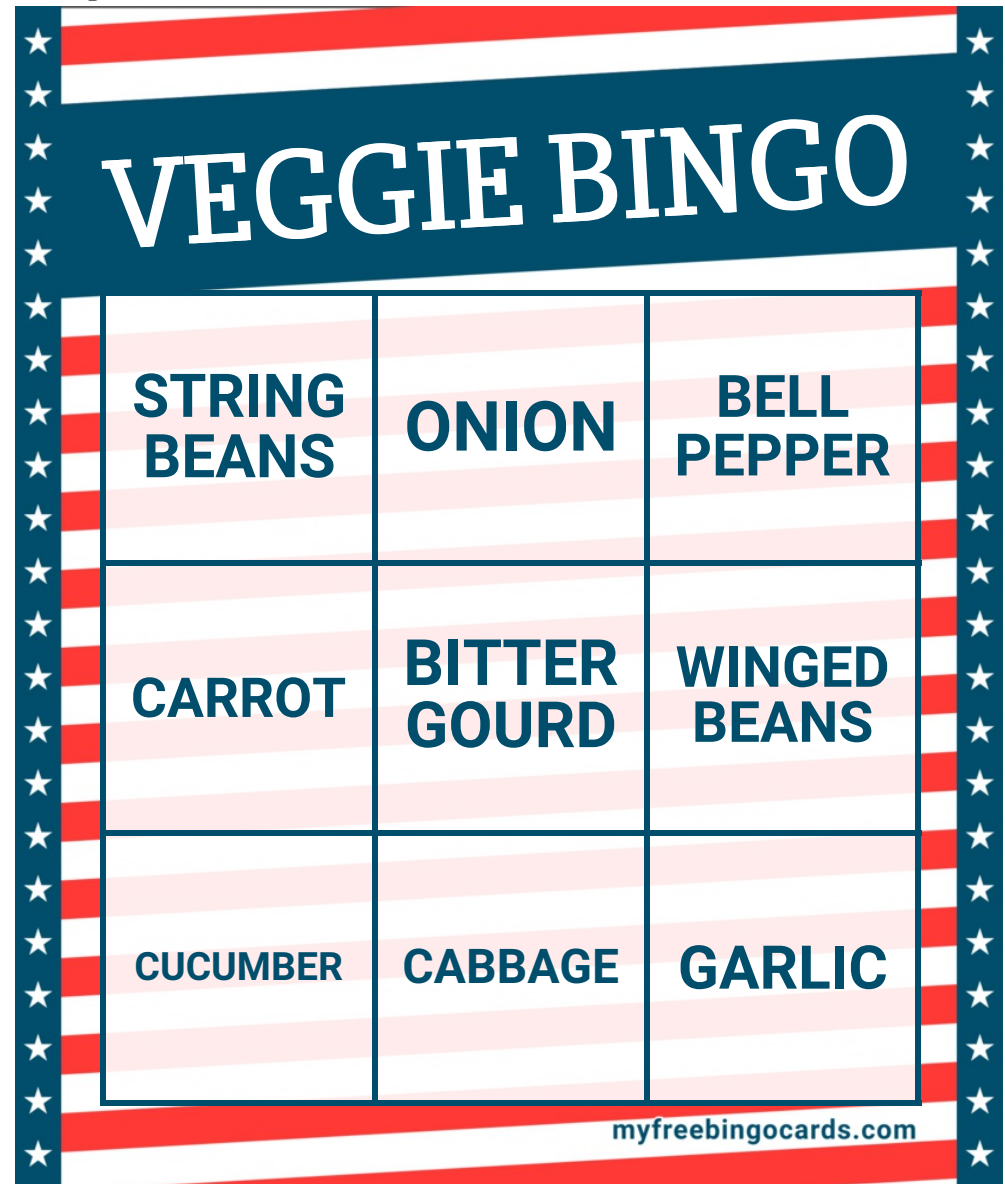 VEGGIE BINGO
STRING
BEANS
ONION
BELL
PEPPER
CARROT
BITTER
GOURD
WINGED
BEANS
CUCUMBER
CABBAGE
GARLIC
myfreebingocards.com